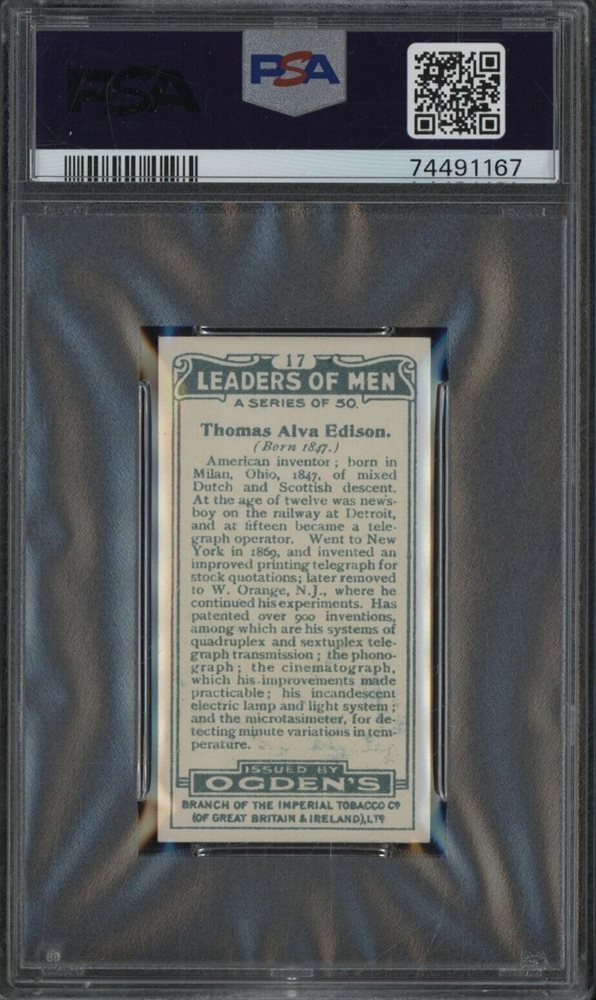 PSA
PSA
74491167
17
LEADERS OF MEN
A SERIES OF 50.
Thomas Alva Edison.
(Born 1847.)
American inventor; born in
Milan, Ohio, 1847, of mixed
Dutch and Scottish descent.
At the age of twelve was news-
boy on the railway at Detroit,
and at fifteen became a tele-
graph operator. Went to New
York in 1869, and invented an
improved printing telegraph for
stock quotations; later removed
to W. Orange, N.J., where he
continued his experiments. Has
patented over 900 inventions,
among which are his systems of
quadruplex and sextuplex tele-
graph transmission; the phono-
graph; the cinematograph,
which his improvements made
practicable; his incandescent
electric lamp and light system;
and the microtasimeter, for de-
tecting minute variations in tem-
perature.
ISSUED BY
OGDEN'S
BRANCH OF THE IMPERIAL TOBACCO Co
(OF GREAT BRITAIN & IRELAND), LTD